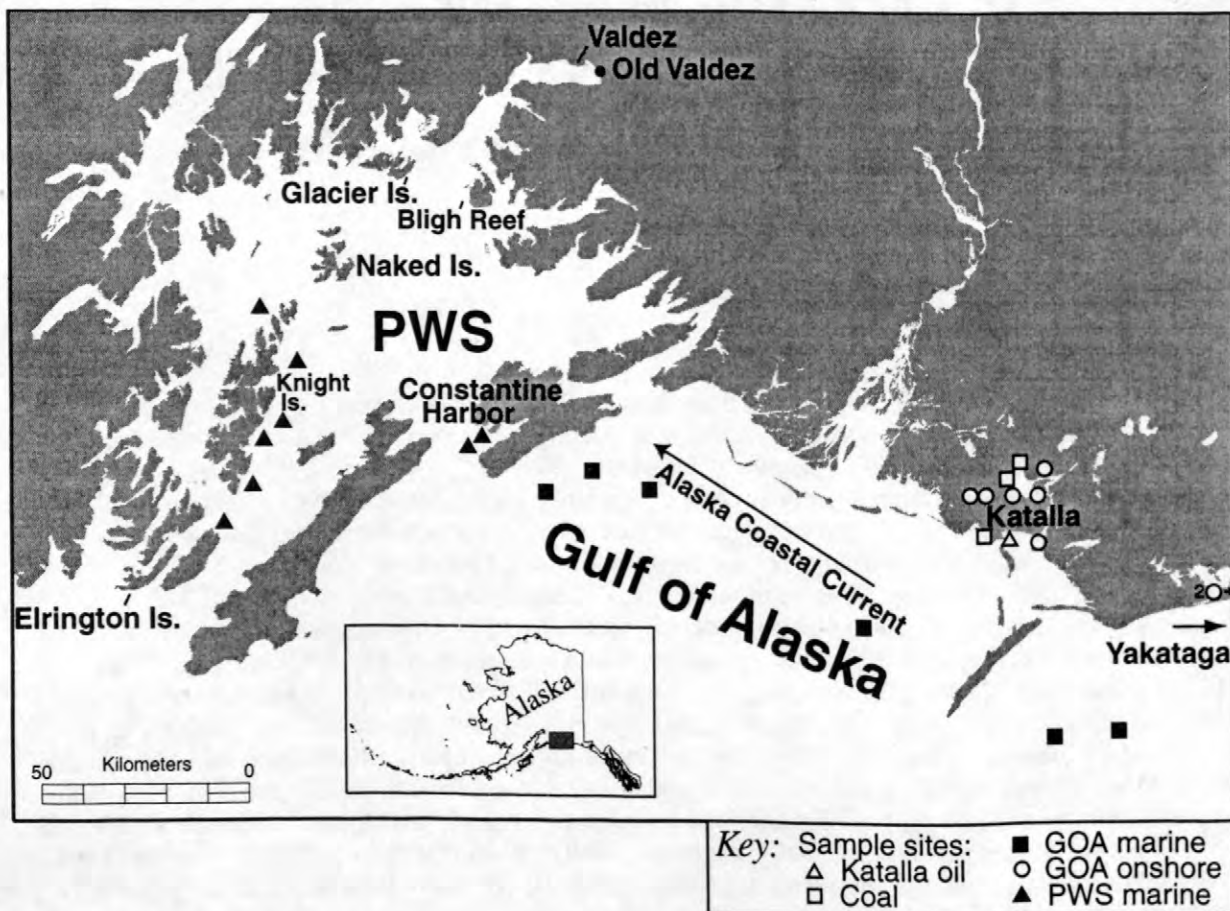 Valdez
Old Valdez
Glacier Is.
Bligh Reef
Naked Is.
PWS
Knight
Is.
Constantine
Harbor
Alaska Coastal Current
Katalla
Gulf of Alaska
Elrington Is.
2
Yakataga
Alaska
Kilometers
50 0
Key: Sample sites:
Katalla oil
Coal
GOA marine
GOA onshore
PWS marine